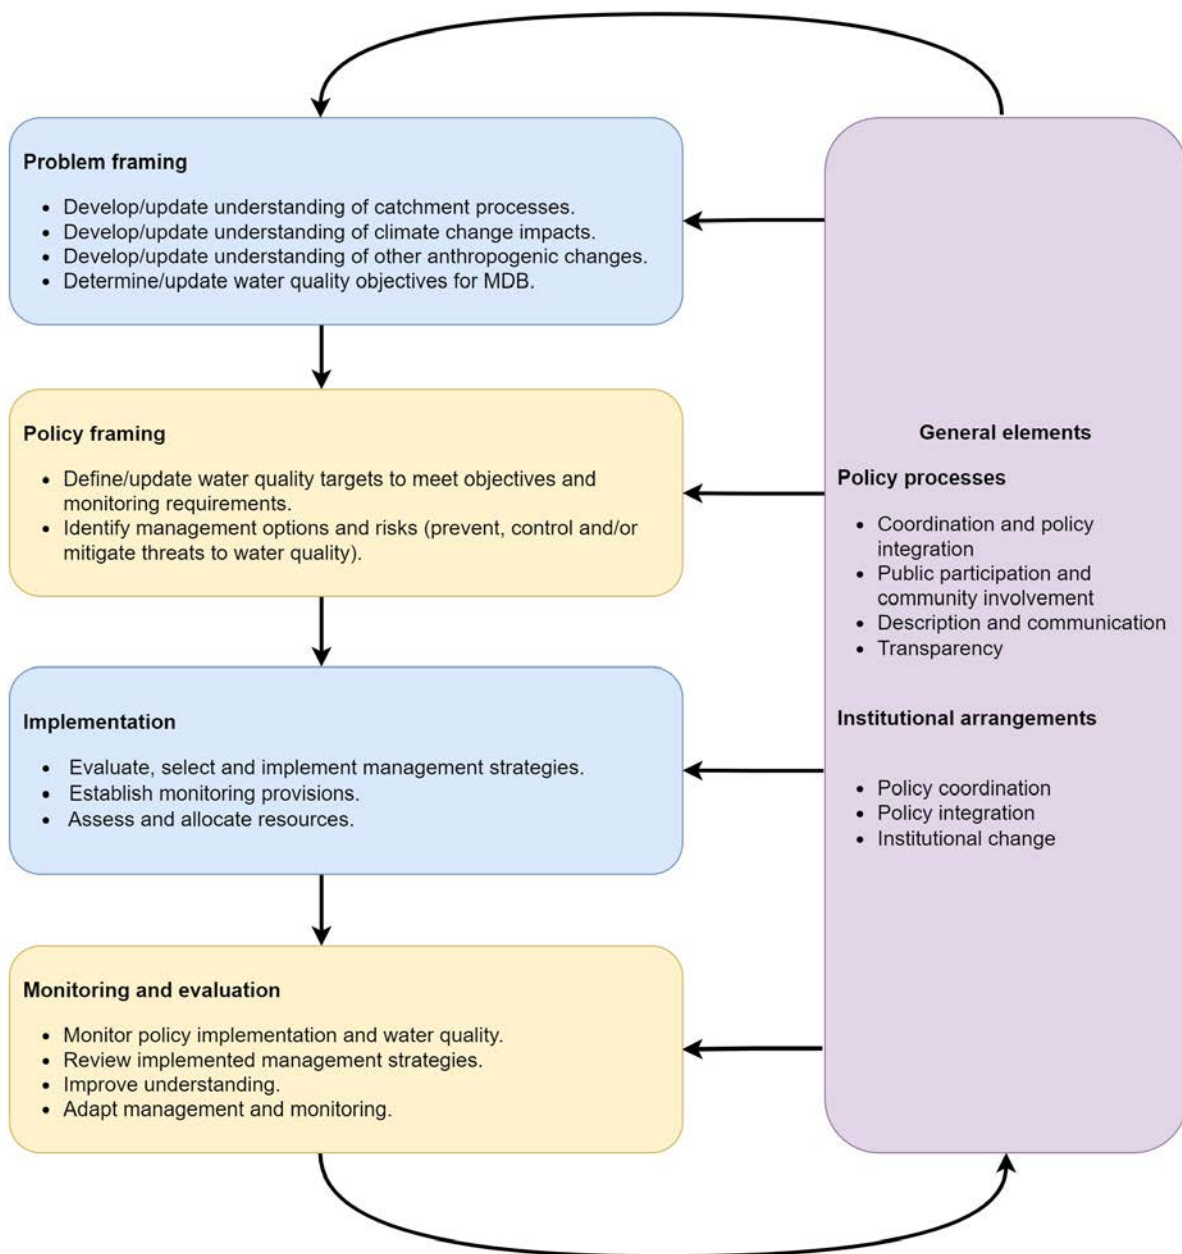 Problem framing
• Develop/update understanding of catchment processes.
• Develop/update understanding of climate change impacts.
• Develop/update understanding of other anthropogenic changes.
• Determine/update water quality objectives for MDB.
Policy framing
• Define/update water quality targets to meet objectives and
monitoring requirements.
• Identify management options and risks (prevent, control and/or
mitigate threats to water quality).
Implementation
• Evaluate, select and implement management strategies.
• Establish monitoring provisions.
• Assess and allocate resources.
Monitoring and evaluation
• Monitor policy implementation and water quality.
• Review implemented management strategies.
• Improve understanding.
• Adapt management and monitoring.
General elements
Policy processes
• Coordination and policy
integration
• Public participation and
community involvement
• Description and communication
• Transparency
Institutional arrangements
• Policy coordination
• Policy integration
• Institutional change